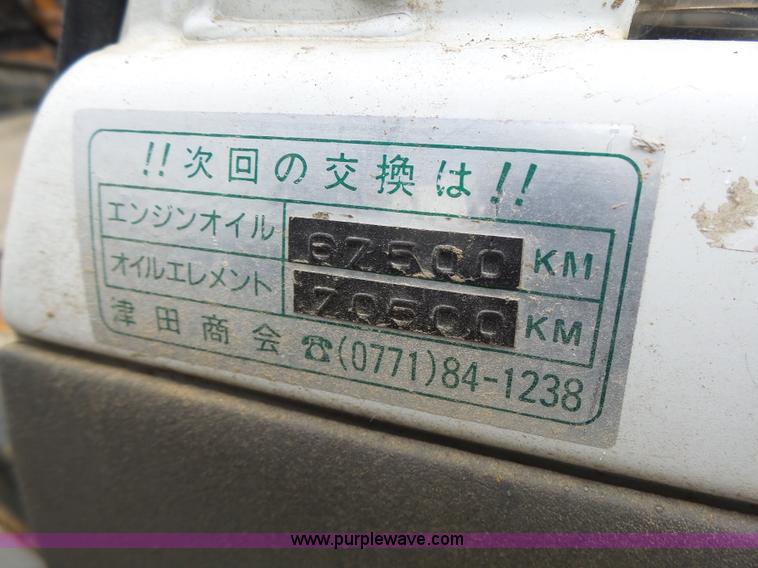 !!次回の交換は!!
エンジンオイル 67500 KM
オイルエレメント 70500 KM
津田商会 ☎(0771)84-1238
www.purplewave.com